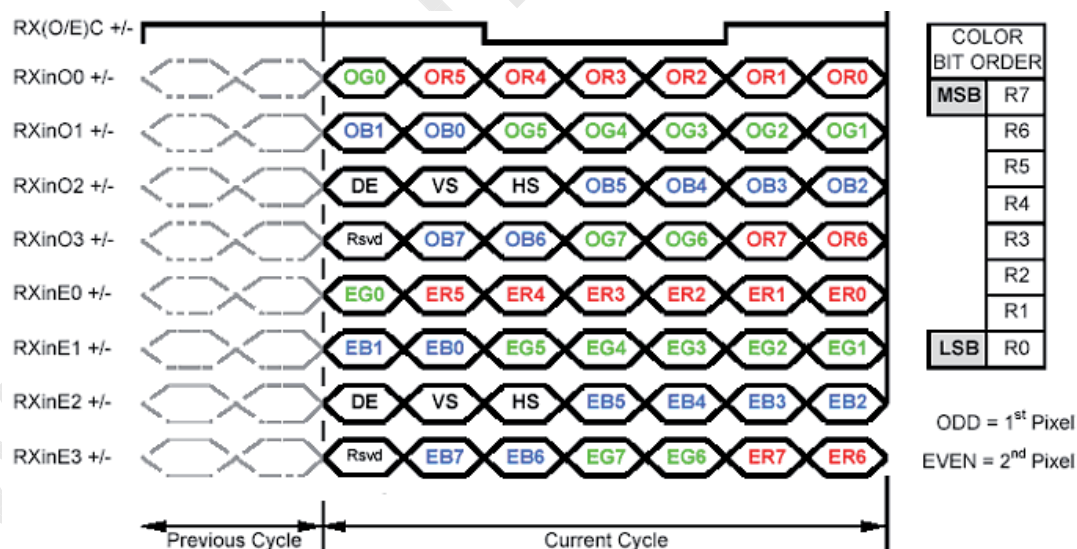 RX(O/E)C +/-
RXinO0 +/- OG0 OR5 OR4 OR3 OR2 OR1 OR0
RXinO1 +/- OB1 OB0 OG5 OG4 OG3 OG2 OG1
RXinO2 +/- DE VS HS OB5 OB4 OB3 OB2
RXinO3 +/- Rsvd OB7 OB6 OG7 OG6 OR7 OR6
RXinE0 +/- EG0 ER5 ER4 ER3 ER2 ER1 ER0
RXinE1 +/- EB1 EB0 EG5 EG4 EG3 EG2 EG1
RXinE2 +/- DE VS HS EB5 EB4 EB3 EB2
RXinE3 +/- Rsvd EB7 EB6 EG7 EG6 ER7 ER6
Previous Cycle Current Cycle
COLOR
BIT ORDER
MSB R7
R6
R5
R4
R3
R2
R1
LSB R0
ODD = 1st Pixel
EVEN = 2nd Pixel